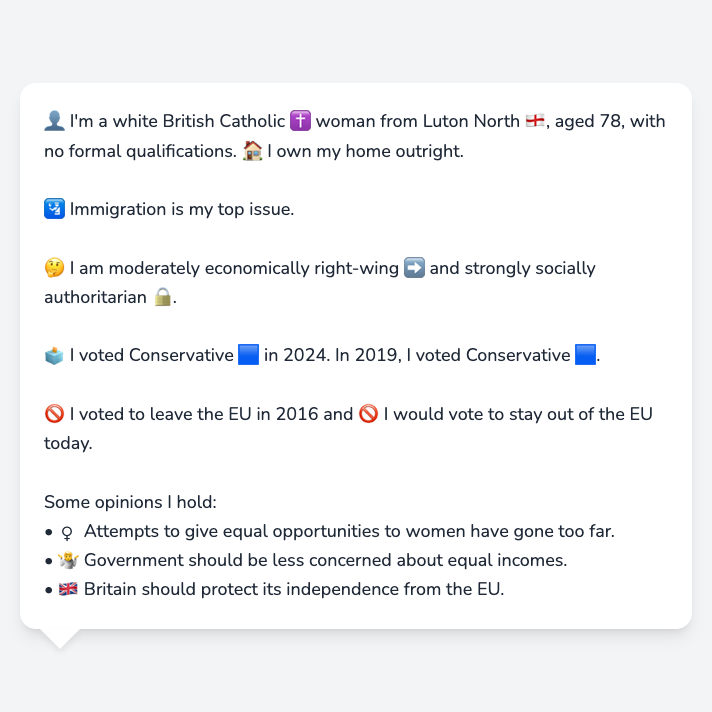 👤 I'm a white British Catholic ✝️ woman from Luton North 🏴󠁧󠁢󠁥󠁮󠁧󠁿, aged 78, with
no formal qualifications. 🏠 I own my home outright.
🛂 Immigration is my top issue.
🤔 I am moderately economically right-wing ➡️ and strongly socially
authoritarian 🔒.
🗳️ I voted Conservative 🟦 in 2024. In 2019, I voted Conservative 🟦.
🚫 I voted to leave the EU in 2016 and 🚫 I would vote to stay out of the EU
today.
Some opinions I hold:
• ♀ Attempts to give equal opportunities to women have gone too far.
• 🤷‍♀️ Government should be less concerned about equal incomes.
• 🇬🇧 Britain should protect its independence from the EU.